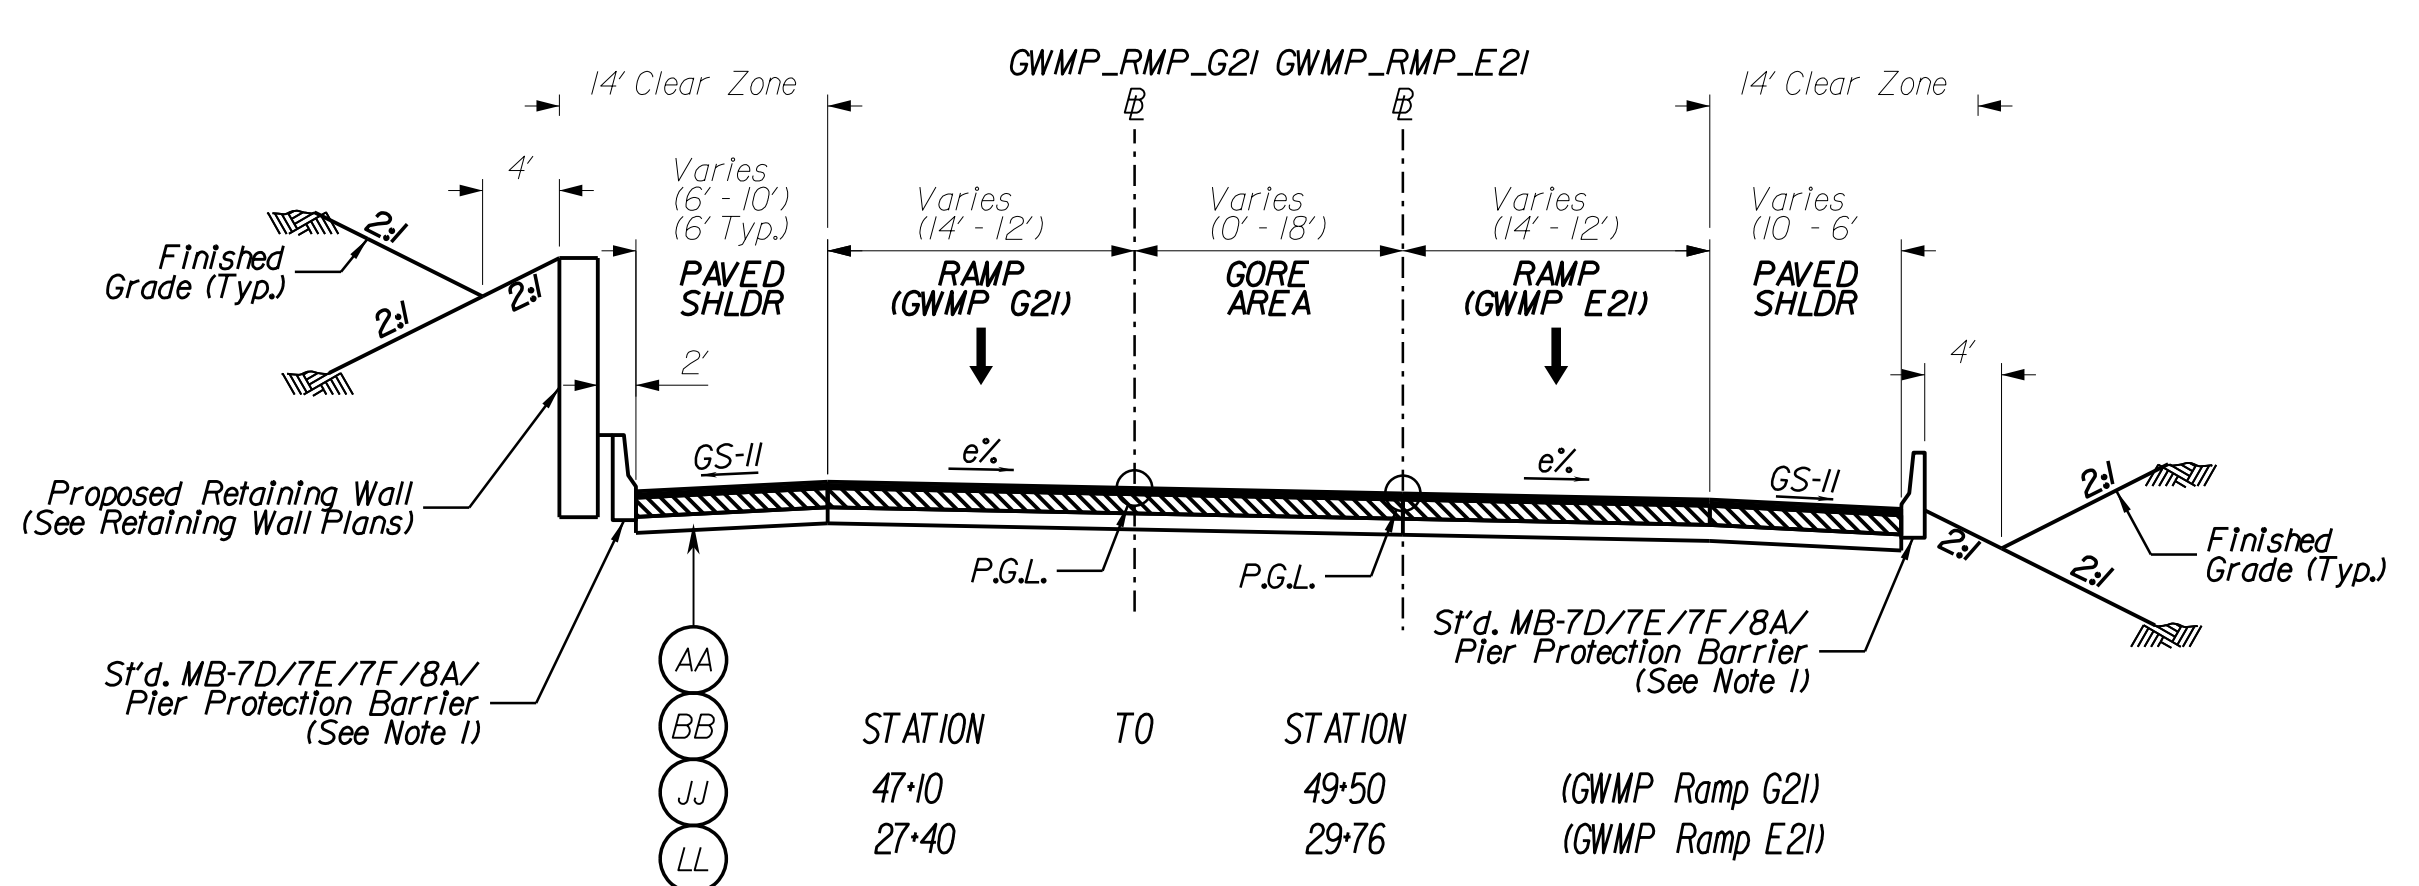 GWMP_RMP_G21 GWMP_RMP_E21
14' Clear Zone
14' Clear Zone
4'
Varies
(6' - 10')
(6' Typ.)
Varies
(14' - 12')
Varies
(0' - 18')
Varies
(14' - 12')
Varies
(10 - 6'
2:1
Finished
Grade (Typ.)
2:1
2:1
PAVED
SHLDR
RAMP
(GWMP G21)
GORE
AREA
RAMP
(GWMP E21)
PAVED
SHLDR
2'
4'
GS-11
e%
e%
GS-11
Proposed Retaining Wall
(See Retaining Wall Plans)
P.G.L.
P.G.L.
2:1
2:1
2:1
Finished
Grade (Typ.)
St'd. MB-7D/7E/7F/8A/
Pier Protection Barrier
(See Note 1)
St'd. MB-7D/7E/7F/8A/
Pier Protection Barrier
(See Note 1)
AA
BB
JJ
LL
STATION TO STATION
47+10 49+50 (GWMP Ramp G21)
27+40 29+76 (GWMP Ramp E21)